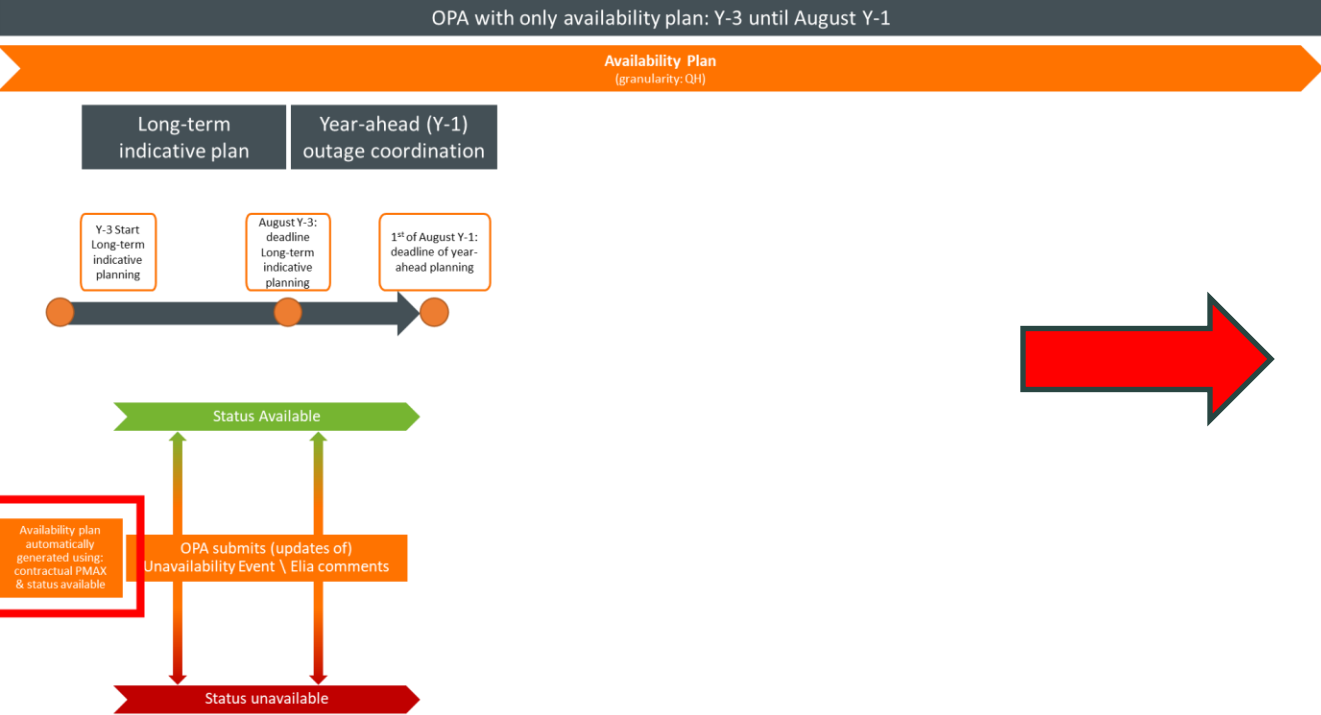 OPA with only availability plan: Y-3 until August Y-1
Availability Plan
(granularity: QH)
Long-term
indicative plan
Year-ahead (Y-1)
outage coordination
Y-3 Start
Long-term
indicative
planning
August Y-3:
deadline
Long-term
indicative
planning
1st of August Y-1:
deadline of year-
ahead planning
Status Available
Availability plan
automatically
generated using:
contractual PMAX
& status available
OPA submits (updates of)
Unavailability Event \ Elia comments
Status unavailable